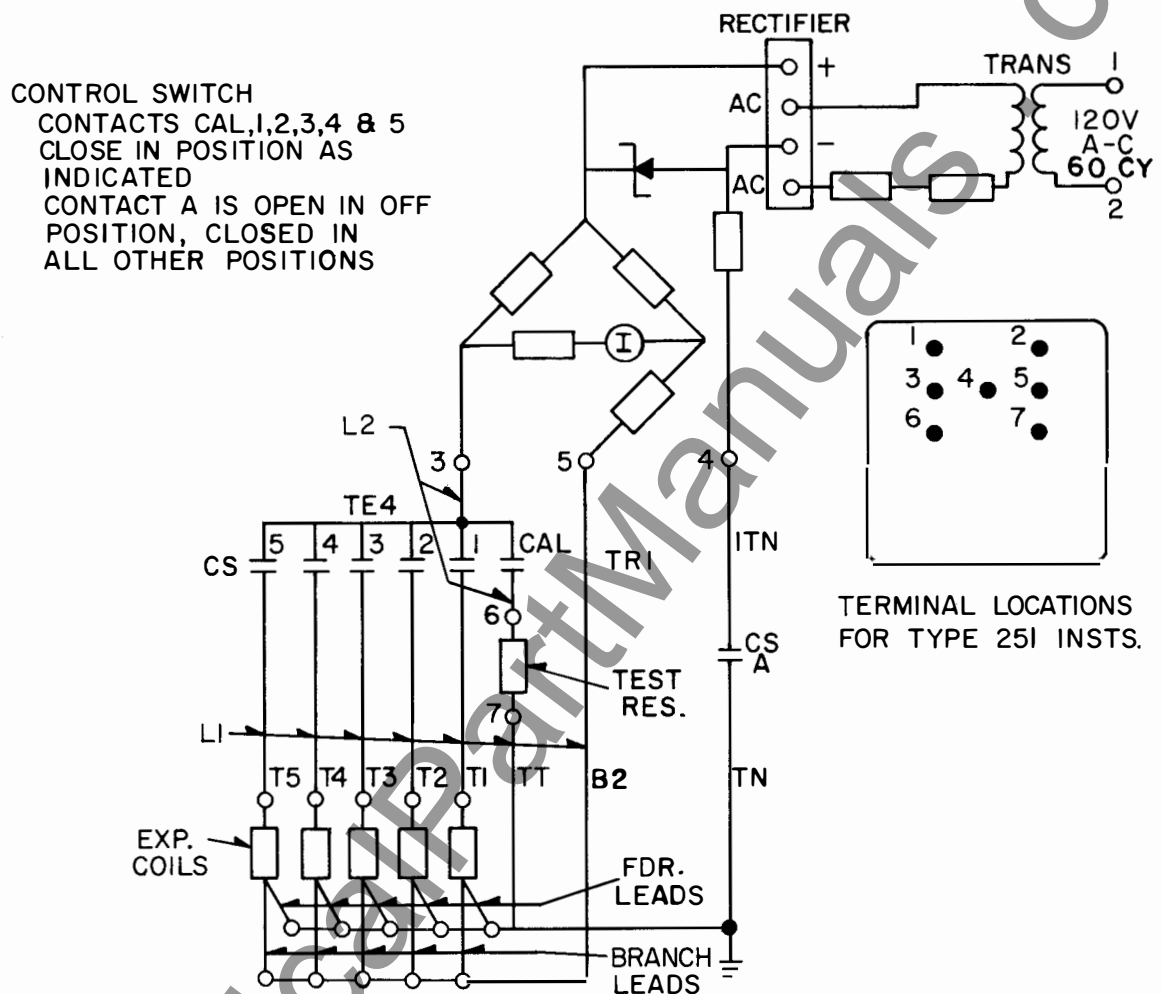 RECTIFIER
CONTROL SWITCH
CONTACTS CAL,1,2,3,4 & 5
CLOSE IN POSITION AS
INDICATED
CONTACT A IS OPEN IN OFF
POSITION, CLOSED IN
ALL OTHER POSITIONS
+
AC
-
AC
TRANS
1
120V
A-C
60 CY
2
I
1 2
3 4 5
6 7
TERMINAL LOCATIONS
FOR TYPE 251 INSTS.
L2
3
5
4
TE4
CS 5 4 3 2 1 CAL
TR1
1TN
6
TEST
RES.
CS
A
7
L1
T5 T4 T3 T2 T1 TT B2 TN
EXP.
COILS
FDR.
LEADS
BRANCH
LEADS
calPartManuals